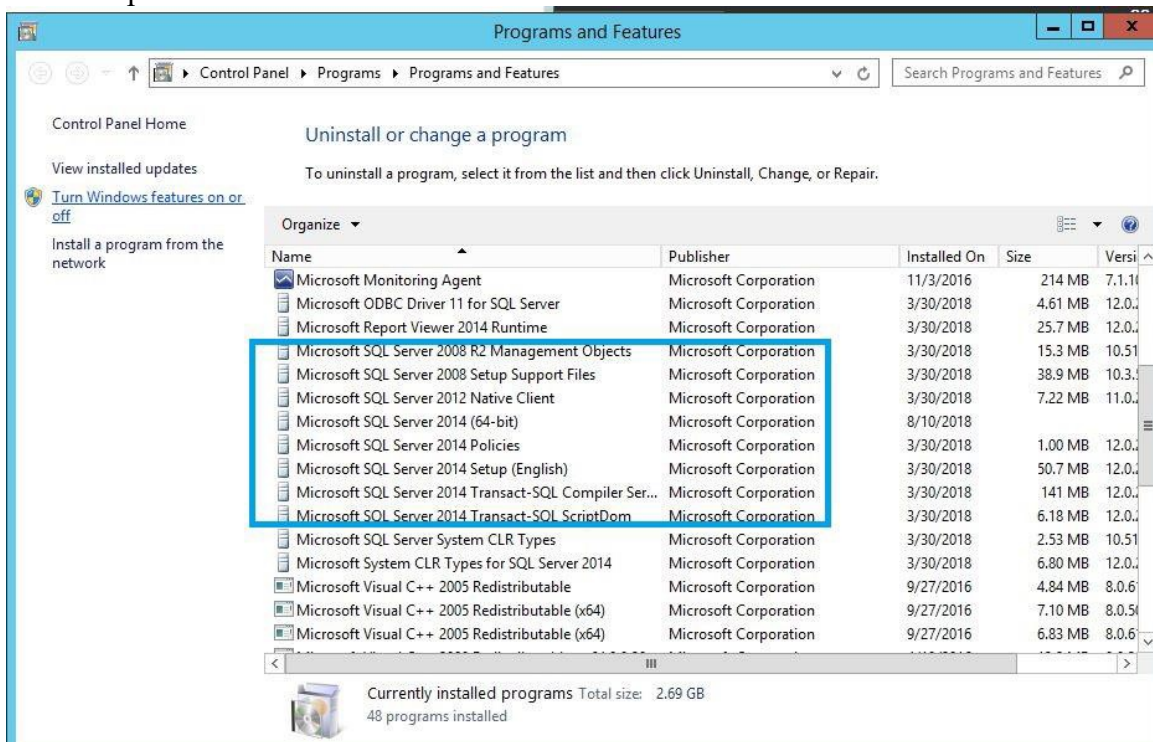 Programs and Features
Control Panel Programs Programs and Features
Search Programs and Features
Control Panel Home
View installed updates
Turn Windows features on or
off
Install a program from the
network
Uninstall or change a program
To uninstall a program, select it from the list and then click Uninstall, Change, or Repair.
Organize
Name Publisher Installed On Size
Microsoft Monitoring Agent Microsoft Corporation 11/3/2016 214 MB
Microsoft ODBC Driver 11 for SQL Server Microsoft Corporation 3/30/2018 4.61 MB
Microsoft Report Viewer 2014 Runtime Microsoft Corporation 3/30/2018 25.7 MB
Microsoft SQL Server 2008 R2 Management Objects Microsoft Corporation 3/30/2018 15.3 MB 10.51
Microsoft SQL Server 2008 Setup Support Files Microsoft Corporation 3/30/2018 38.9 MB
Microsoft SQL Server 2012 Native Client Microsoft Corporation 3/30/2018 7.22 MB
Microsoft SQL Server 2014 (64-bit) Microsoft Corporation 8/10/2018
Microsoft SQL Server 2014 Policies Microsoft Corporation 3/30/2018 1.00 MB
Microsoft SQL Server 2014 Setup (English) Microsoft Corporation 3/30/2018 50.7 MB
Microsoft SQL Server 2014 Transact-SQL Compiler Ser... Microsoft Corporation 3/30/2018 141 MB
Microsoft SQL Server 2014 Transact-SQL ScriptDom Microsoft Corporation 3/30/2018 6.18 MB
Microsoft SQL Server System CLR Types Microsoft Corporation 3/30/2018 2.53 MB 10.51
Microsoft System CLR Types for SQL Server 2014 Microsoft Corporation 3/30/2018 6.80 MB
Microsoft Visual C++ 2005 Redistributable Microsoft Corporation 9/27/2016 4.84 MB
Microsoft Visual C++ 2005 Redistributable (x64) Microsoft Corporation 9/27/2016 7.10 MB
Microsoft Visual C++ 2005 Redistributable (x64) Microsoft Corporation 9/27/2016 6.83 MB
Currently installed programs Total size: 2.69 GB
48 programs installed